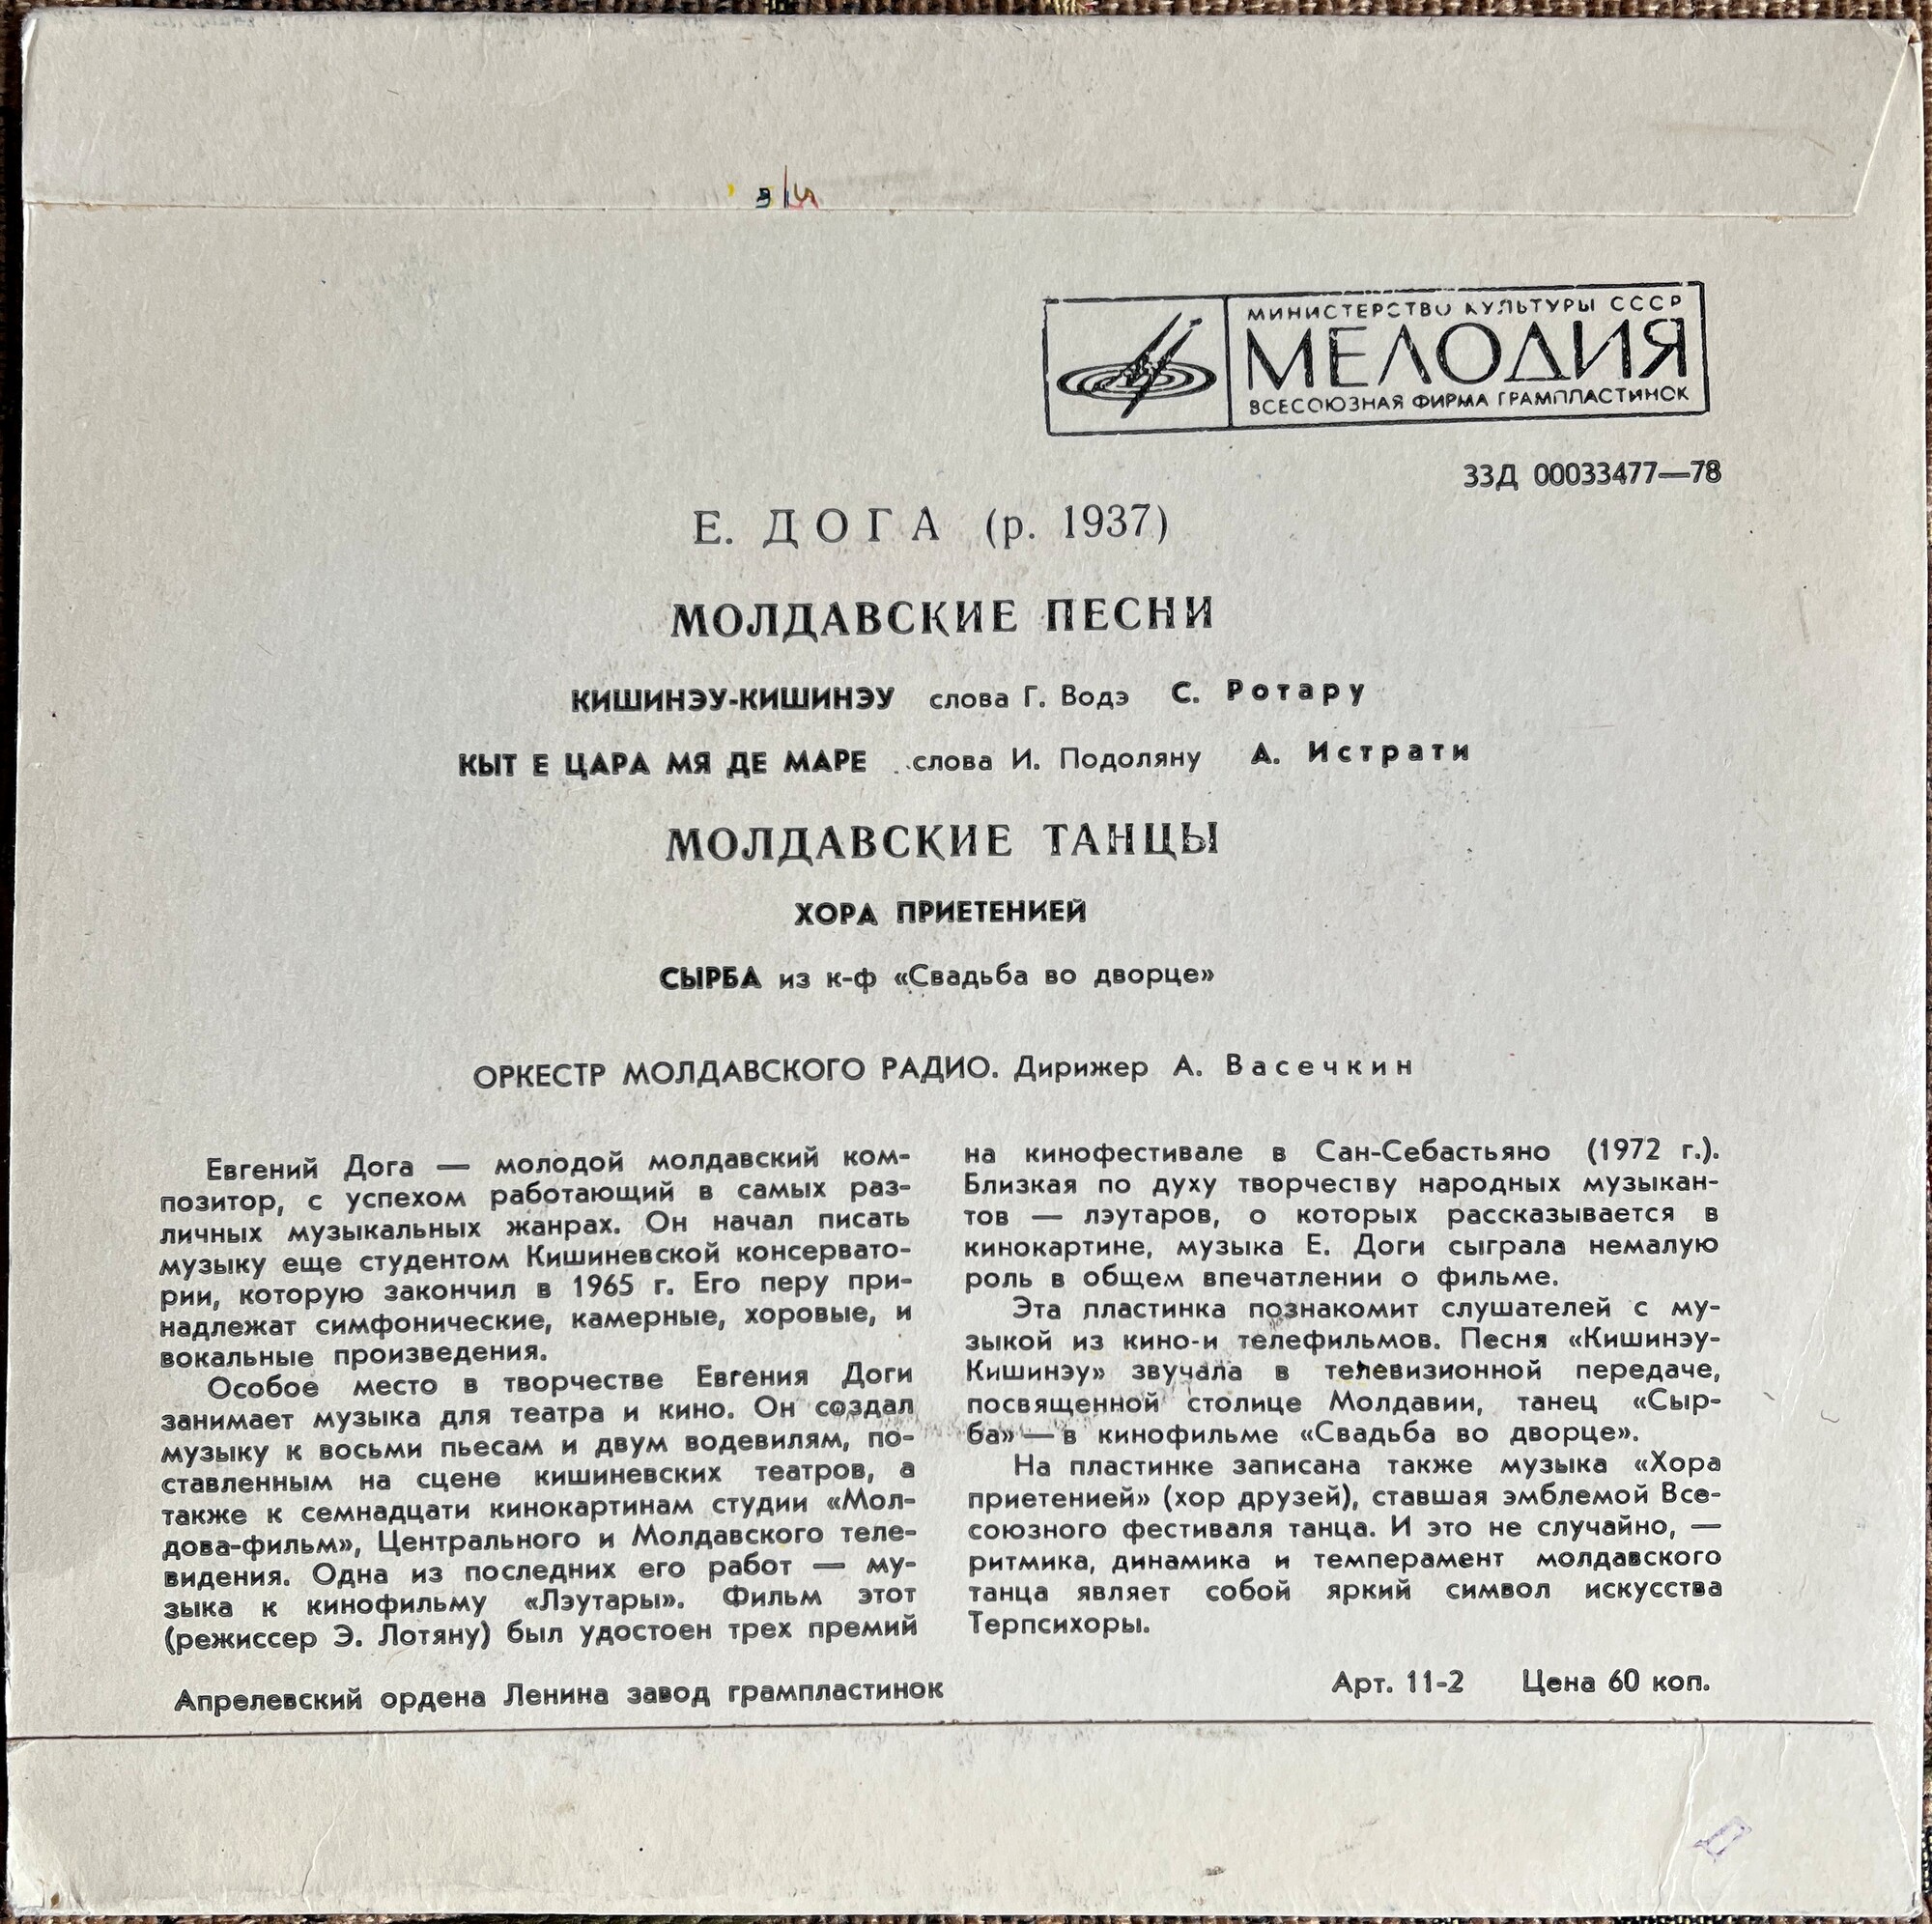 МИНИСТЕРСТВО КУЛЬТУРЫ СССР
МЕЛОДИЯ
ВСЕСОЮЗНАЯ ФИРМА ГРАМПЛАСТИНОК
33Д 00033477—78
Е. ДОГА (р. 1937)
МОЛДАВСКИЕ ПЕСНИ
КИШИНЭУ-КИШИНЭУ слова Г. Водэ С. Ротару
КЫТ Е ЦАРА МЯ ДЕ МАРЕ слова И. Подоляну А. Истрати
МОЛДАВСКИЕ ТАНЦЫ
ХОРА ПРИЕТЕНИЕЙ
СЫРБА из к-ф «Свадьба во дворце»
ОРКЕСТР МОЛДАВСКОГО РАДИО. Дирижер А. Васечкин
Евгений Дога — молодой молдавский ком-
позитор, с успехом работающий в самых раз-
личных музыкальных жанрах. Он начал писать
музыку еще студентом Кишиневской консервато-
рии, которую закончил в 1965 г. Его перу при-
надлежат симфонические, камерные, хоровые, и
вокальные произведения.
Особое место в творчестве Евгения Доги
занимает музыка для театра и кино. Он создал
музыку к восьми пьесам и двум водевилям, по-
ставленным на сцене кишиневских театров, а
также к семнадцати кинокартинам студии «Мол-
дова-фильм», Центрального и Молдавского теле-
видения. Одна из последних его работ — му-
зыка к кинофильму «Лэутары». Фильм этот
(режиссер Э. Лотяну) был удостоен трех премий
на кинофестивале в Сан-Себастьяно (1972 г.).
Близкая по духу творчеству народных музыкан-
тов — лэутаров, о которых рассказывается в
кинокартине, музыка Е. Доги сыграла немалую
роль в общем впечатлении о фильме.
Эта пластинка познакомит слушателей с му-
зыкой из кино-и телефильмов. Песня «Кишинэу-
Кишинэу» звучала в телевизионной передаче,
посвященной столице Молдавии, танец «Сыр-
ба» — в кинофильме «Свадьба во дворце».
На пластинке записана также музыка «Хора
приетенией» (хор друзей), ставшая эмблемой Все-
союзного фестиваля танца. И это не случайно, —
ритмика, динамика и темперамент молдавского
танца являет собой яркий символ искусства
Терпсихоры.
Апрелевский ордена Ленина завод грампластинок
Арт. 11-2 Цена 60 коп.